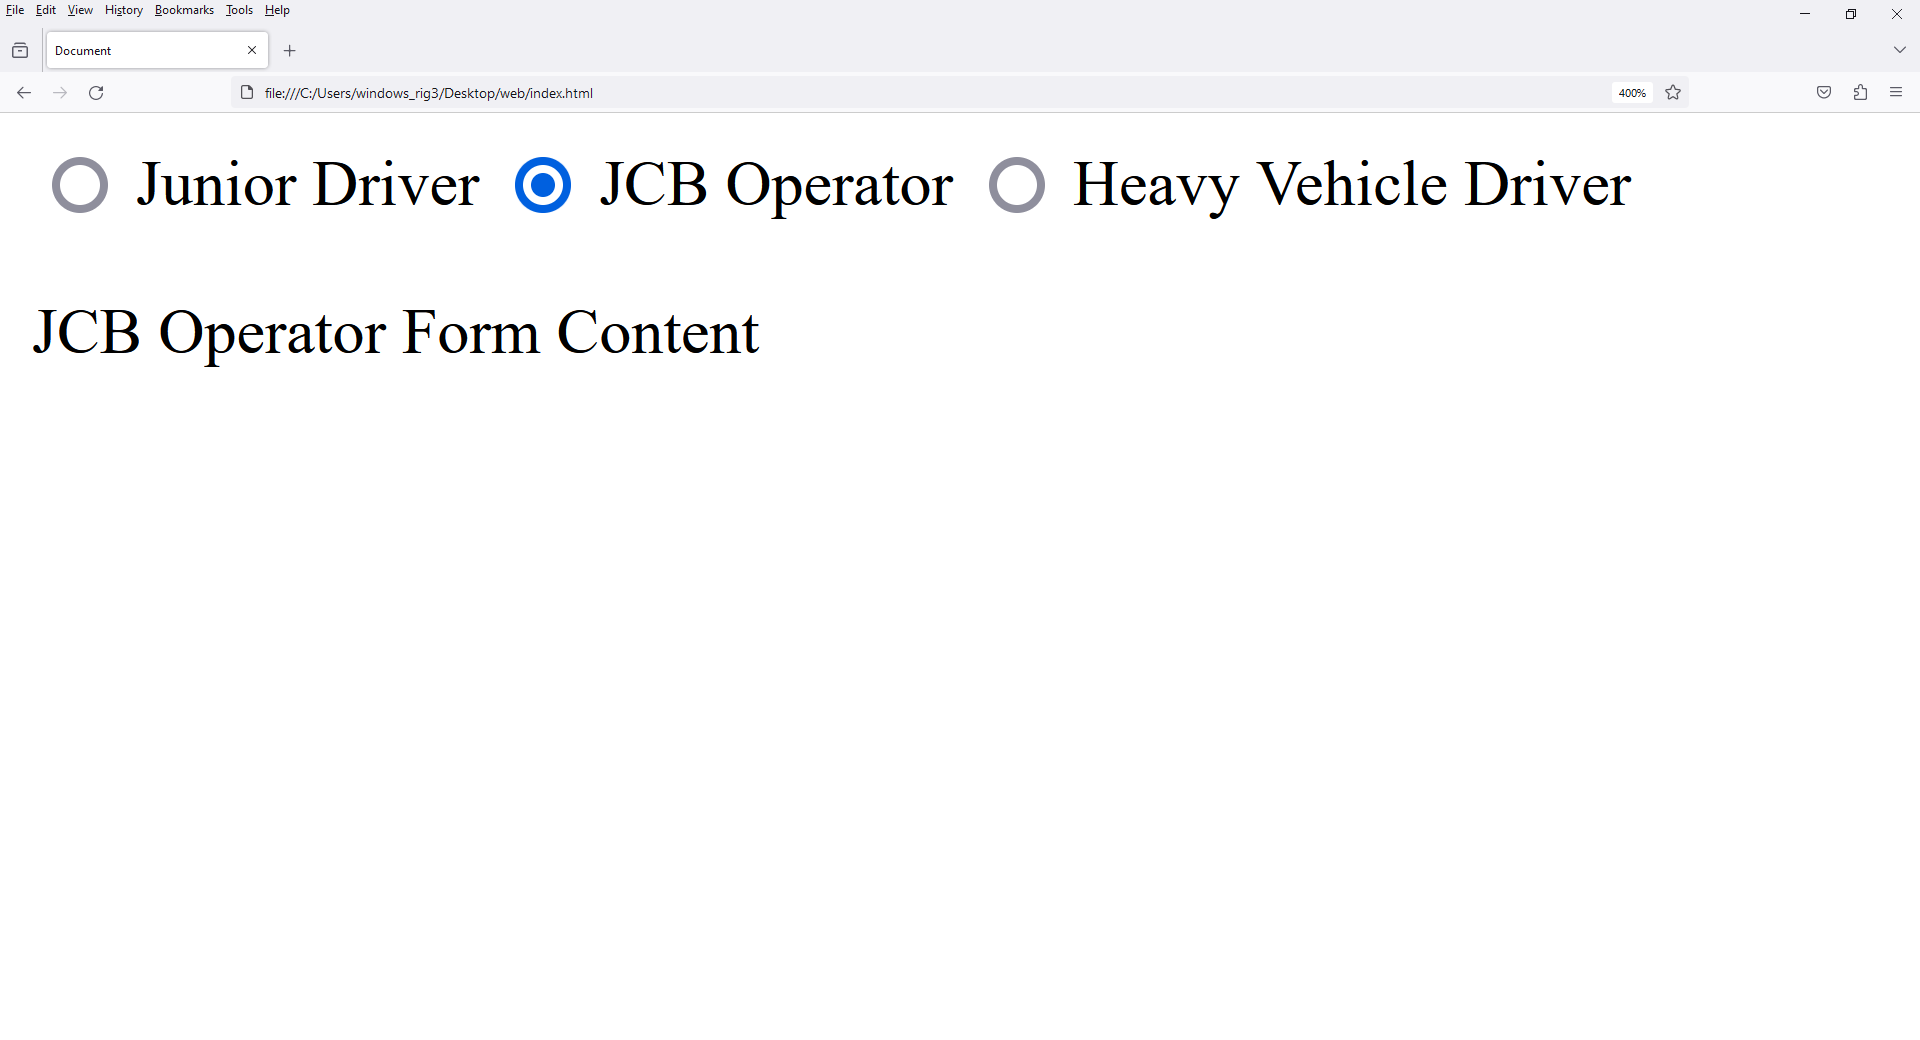 File Edit View History Bookmarks Tools Help
Document
file:///C:/Users/windows_rig3/Desktop/web/index.html 400%
Junior Driver JCB Operator Heavy Vehicle Driver
JCB Operator Form Content